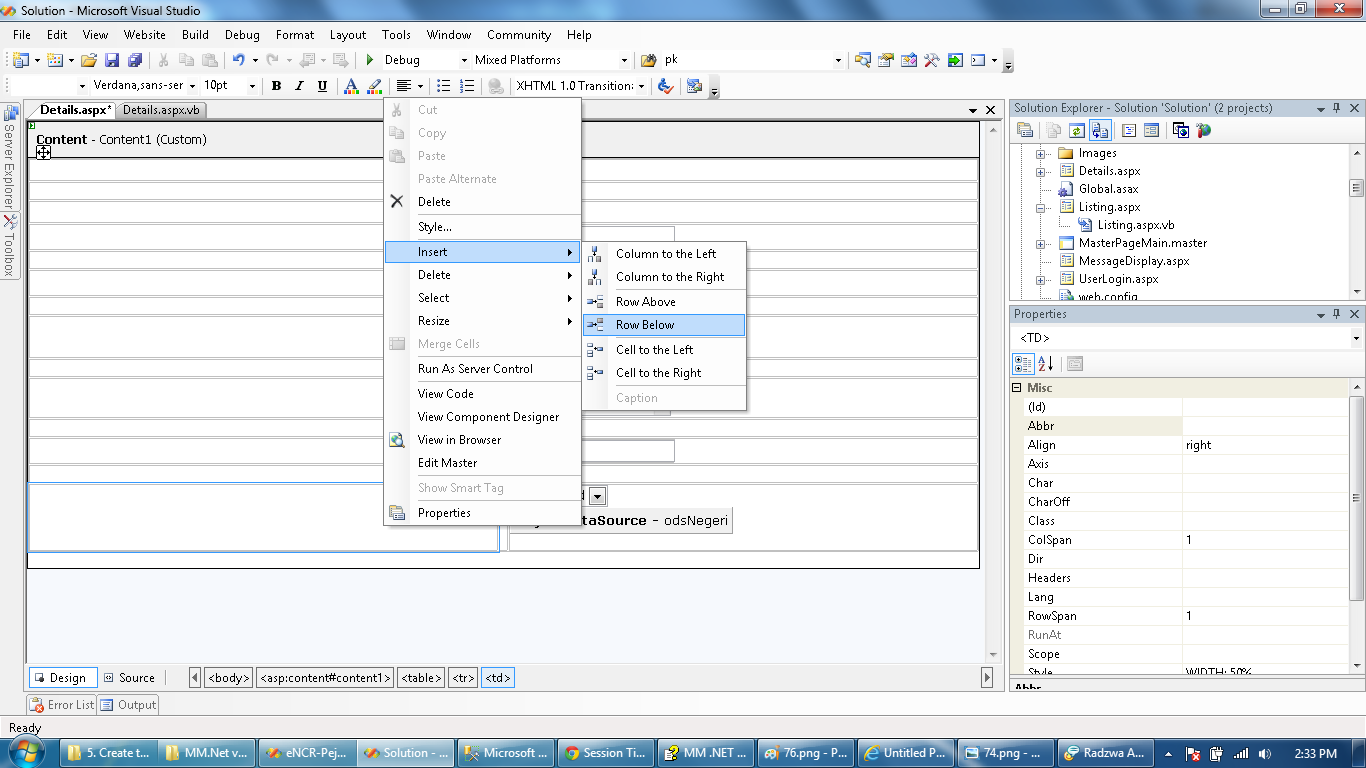 Solution - Microsoft Visual Studio
File Edit View Website Build Debug Format Layout Tools Window Community Help
Debug Mixed Platforms pk
Verdana,sans-ser 10pt B I U A XHTML 1.0 Transition:
Details.aspx* Details.aspx.vb
Server Explorer
Toolbox
Content - Content1 (Custom)
Cut
Copy
Paste
Paste Alternate
Delete
Style...
Insert
Delete
Select
Resize
Merge Cells
Run As Server Control
View Code
View Component Designer
View in Browser
Edit Master
Show Smart Tag
Properties
Column to the Left
Column to the Right
Row Above
Row Below
Cell to the Left
Cell to the Right
Caption
taSource - odsNegeri
Design Source <body> <asp:content#content1> <table> <tr> <td>
Error List Output
Ready
Solution Explorer - Solution 'Solution' (2 projects)
Images
Details.aspx
Global.asax
Listing.aspx
Listing.aspx.vb
MasterPageMain.master
MessageDisplay.aspx
UserLogin.aspx
web.config
Properties
<TD>
Misc
(Id)
Abbr
Align right
Axis
Char
CharOff
Class
ColSpan 1
Dir
Headers
Lang
RowSpan 1
RunAt
Scope
Style WIDTH: 50%
Abbr
5. Create t... MM.Net v... eNCR-Pej... Solution - ... Microsoft ... Session Ti... MM .NET ... 76.png - P... Untitled P... 74.png - ... Radzwa A... 2:33 PM